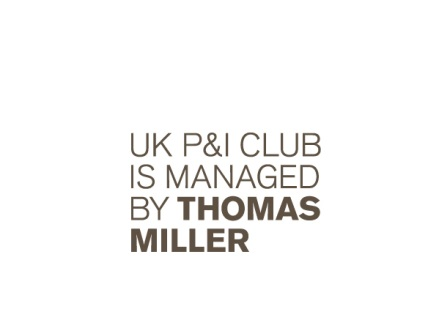 UK P&I CLUB
IS MANAGED
BY THOMAS
MILLER